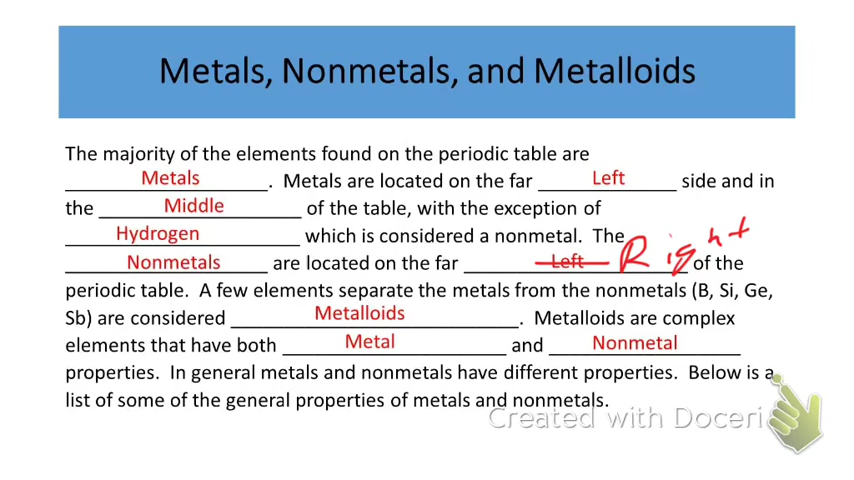 Metals, Nonmetals, and Metalloids
The majority of the elements found on the periodic table are
Metals. Metals are located on the far Left side and in
the Middle of the table, with the exception of
Hydrogen which is considered a nonmetal. The
Nonmetals are located on the far Left Right of the
periodic table. A few elements separate the metals from the nonmetals (B, Si, Ge,
Sb) are considered Metalloids. Metalloids are complex
elements that have both Metal and Nonmetal
properties. In general metals and nonmetals have different properties. Below is a
list of some of the general properties of metals and nonmetals.
Created with Doceri